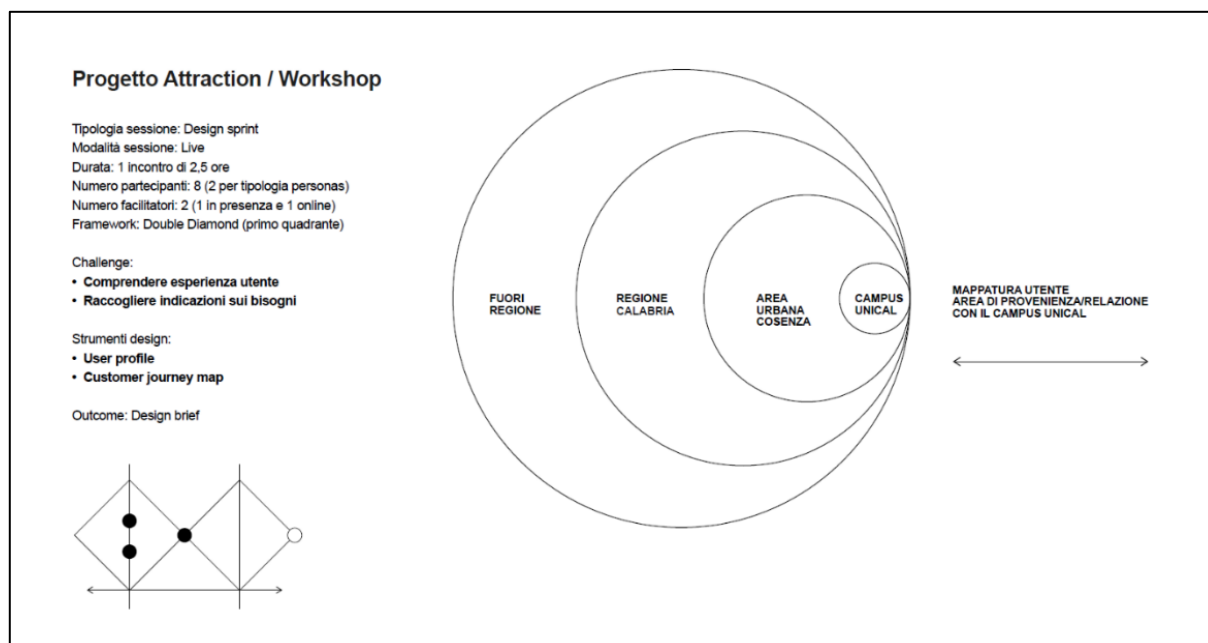 Progetto Attraction / Workshop
Tipologia sessione: Design sprint
Modalità sessione: Live
Durata: 1 incontro di 2,5 ore
Numero partecipanti: 8 (2 per tipologia personas)
Numero facilitatori: 2 (1 in presenza e 1 online)
Framework: Double Diamond (primo quadrante)
Challenge:
• Comprendere esperienza utente
• Raccogliere indicazioni sui bisogni
Strumenti design:
• User profile
• Customer journey map
Outcome: Design brief
FUORI
REGIONE
REGIONE
CALABRIA
AREA
URBANA
COSENZA
CAMPUS
UNICAL
MAPPATURA UTENTE
AREA DI PROVENIENZA/RELAZIONE
CON IL CAMPUS UNICAL